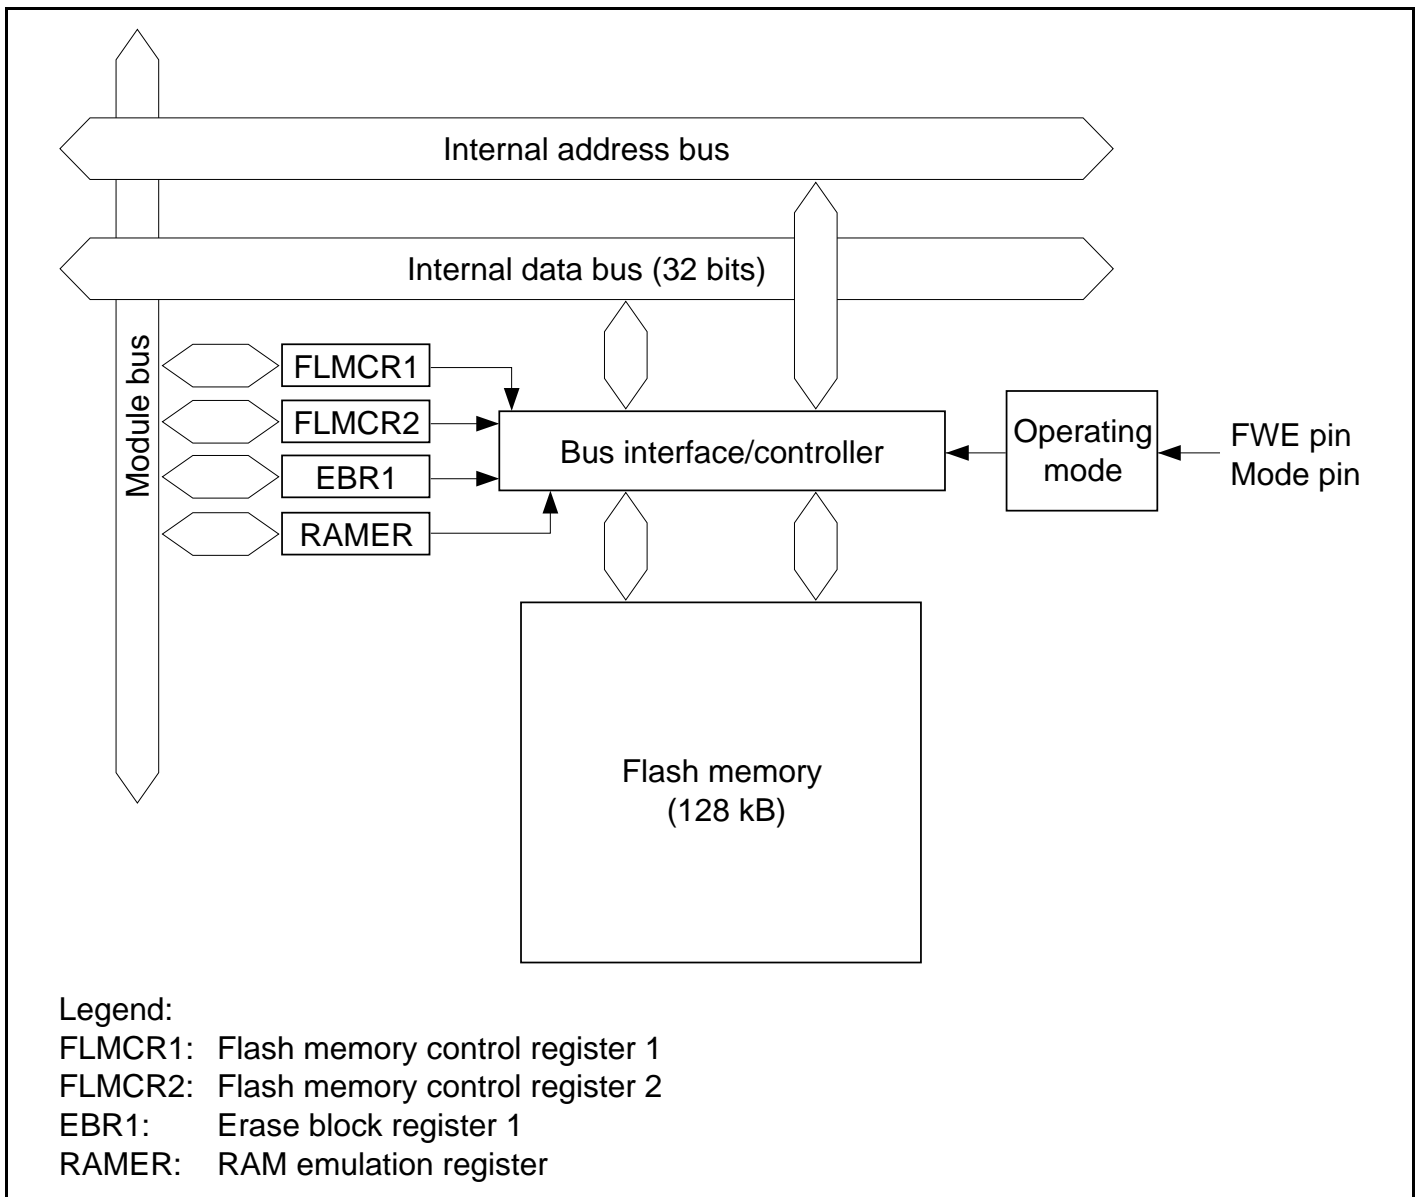 Internal address bus
Internal data bus (32 bits)
Module bus
FLMCR1
FLMCR2
EBR1
RAMER
Bus interface/controller
Operating
mode
FWE pin
Mode pin
Flash memory
(128 kB)
Legend:
FLMCR1: Flash memory control register 1
FLMCR2: Flash memory control register 2
EBR1: Erase block register 1
RAMER: RAM emulation register